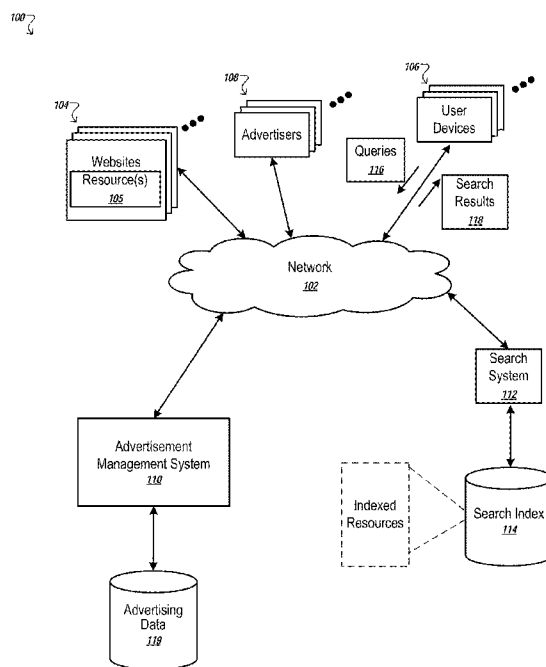 100
104
Websites
Resource(s)
105
108
Advertisers
106
User
Devices
Queries
116
Search
Results
118
Network
102
Search
System
112
Advertisement
Management System
110
Indexed
Resources
Search Index
114
Advertising
Data
119